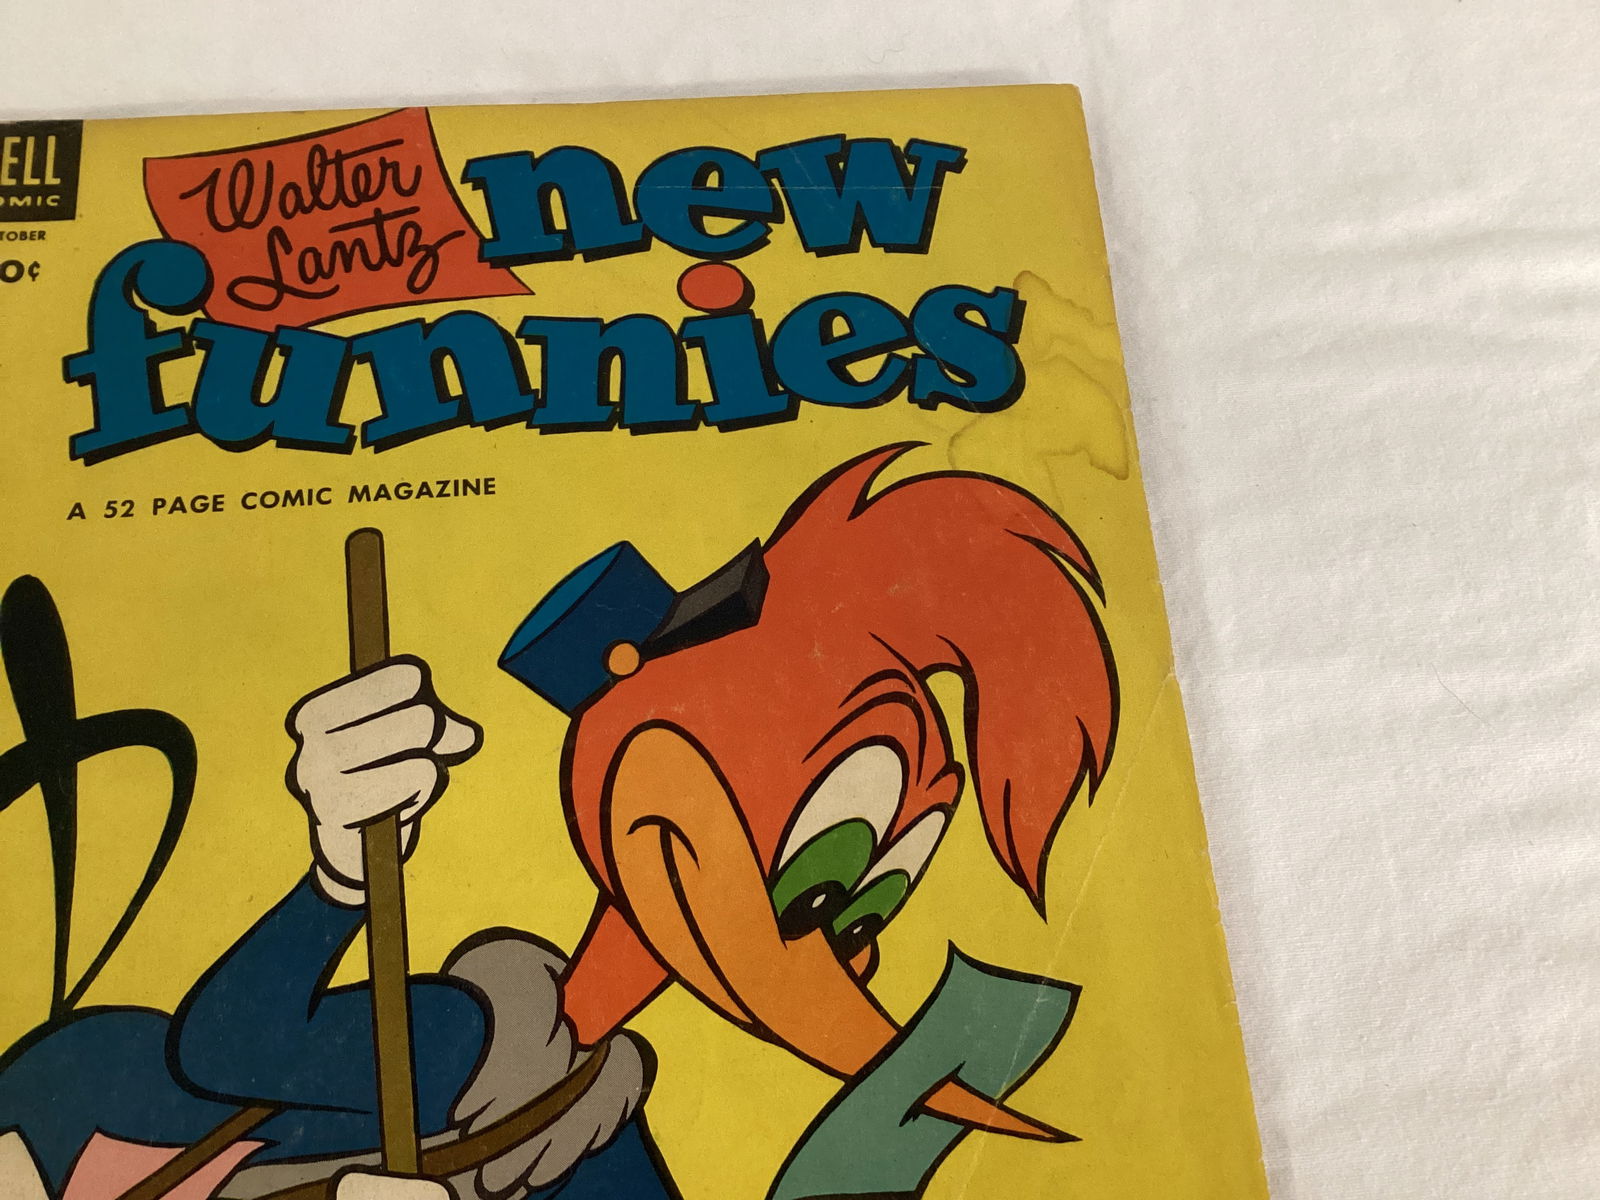 ELL
OMIC
TOBER
0¢
Walter
Lantz
new
funnies
A 52 PAGE COMIC MAGAZINE